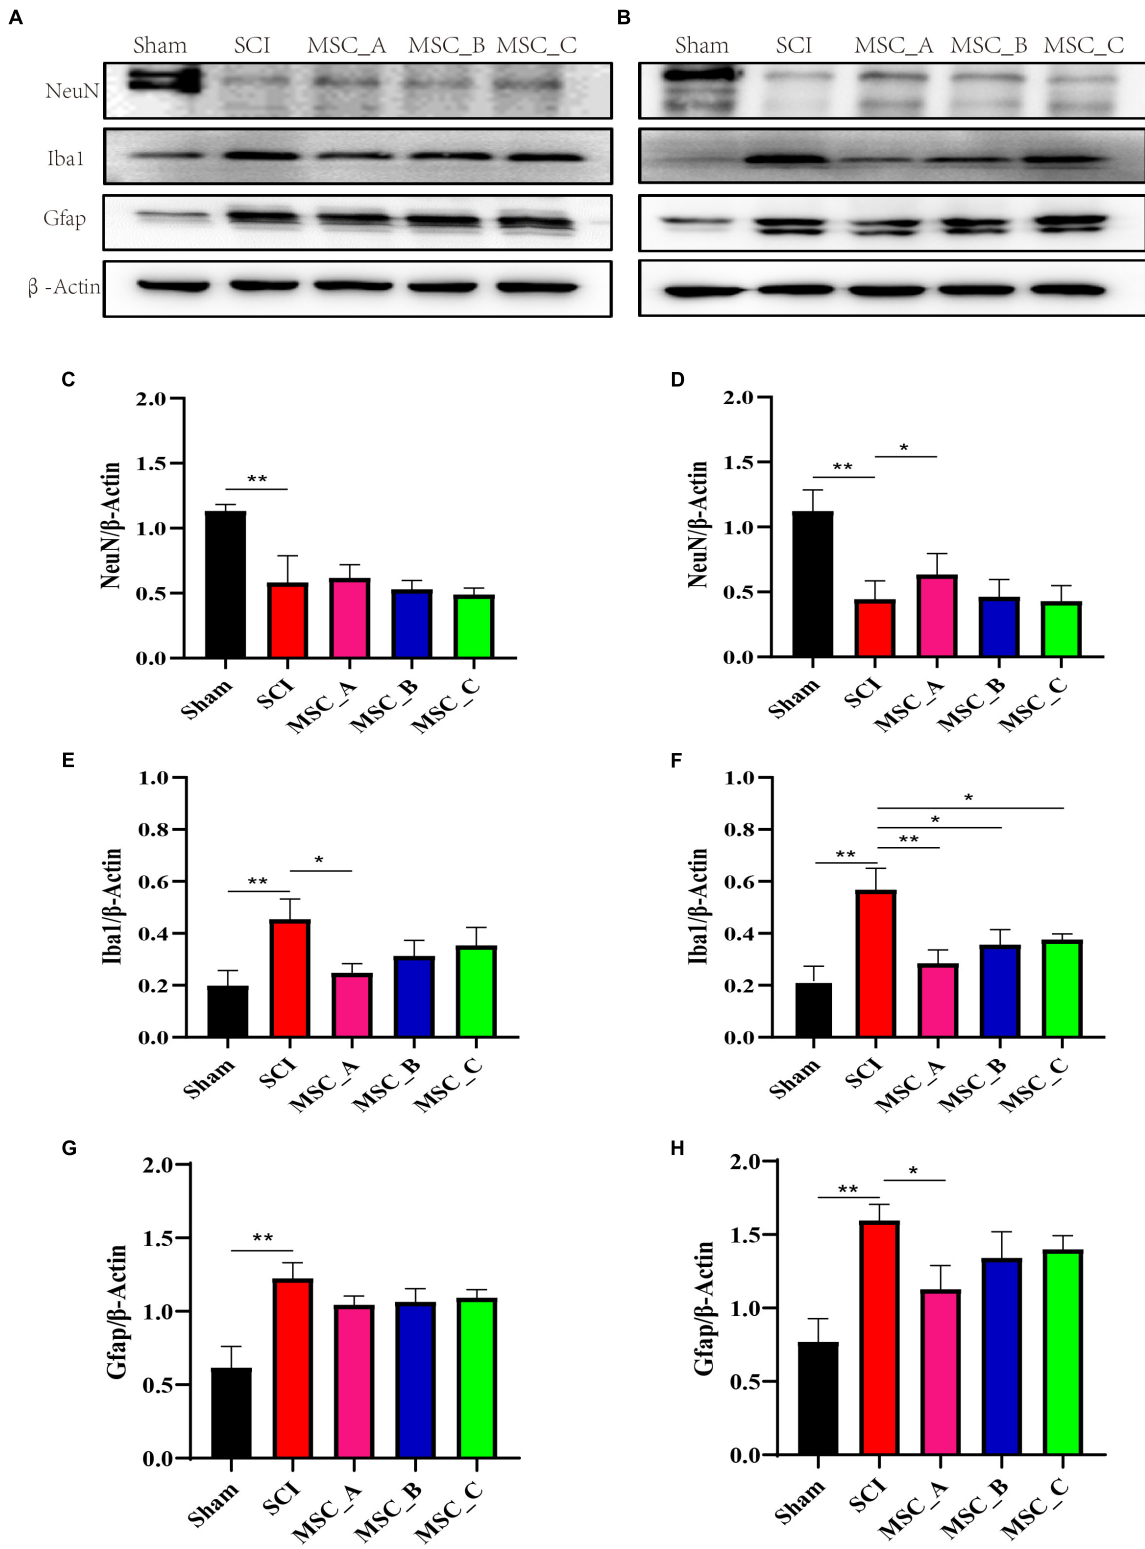 A B
Sham SCI MSC_A MSC_B MSC_C Sham SCI MSC_A MSC_B MSC_C
NeuN
Iba1
Gfap
β-Actin
C
2.0
1.5
1.0
0.5
0.0
NeuN/β-Actin
**
Sham SCI MSC_A MSC_B MSC_C
D
2.0
1.5
1.0
0.5
0.0
NeuN/β-Actin
**
*
Sham SCI MSC_A MSC_B MSC_C
E
1.0
0.8
0.6
0.4
0.2
0.0
Iba1/β-Actin
**
*
Sham SCI MSC_A MSC_B MSC_C
F
1.0
0.8
0.6
0.4
0.2
0.0
Iba1/β-Actin
*
*
**
**
Sham SCI MSC_A MSC_B MSC_C
G
2.0
1.5
1.0
0.5
0.0
Gfap/β-Actin
**
Sham SCI MSC_A MSC_B MSC_C
H
2.0
1.5
1.0
0.5
0.0
Gfap/β-Actin
**
*
Sham SCI MSC_A MSC_B MSC_C